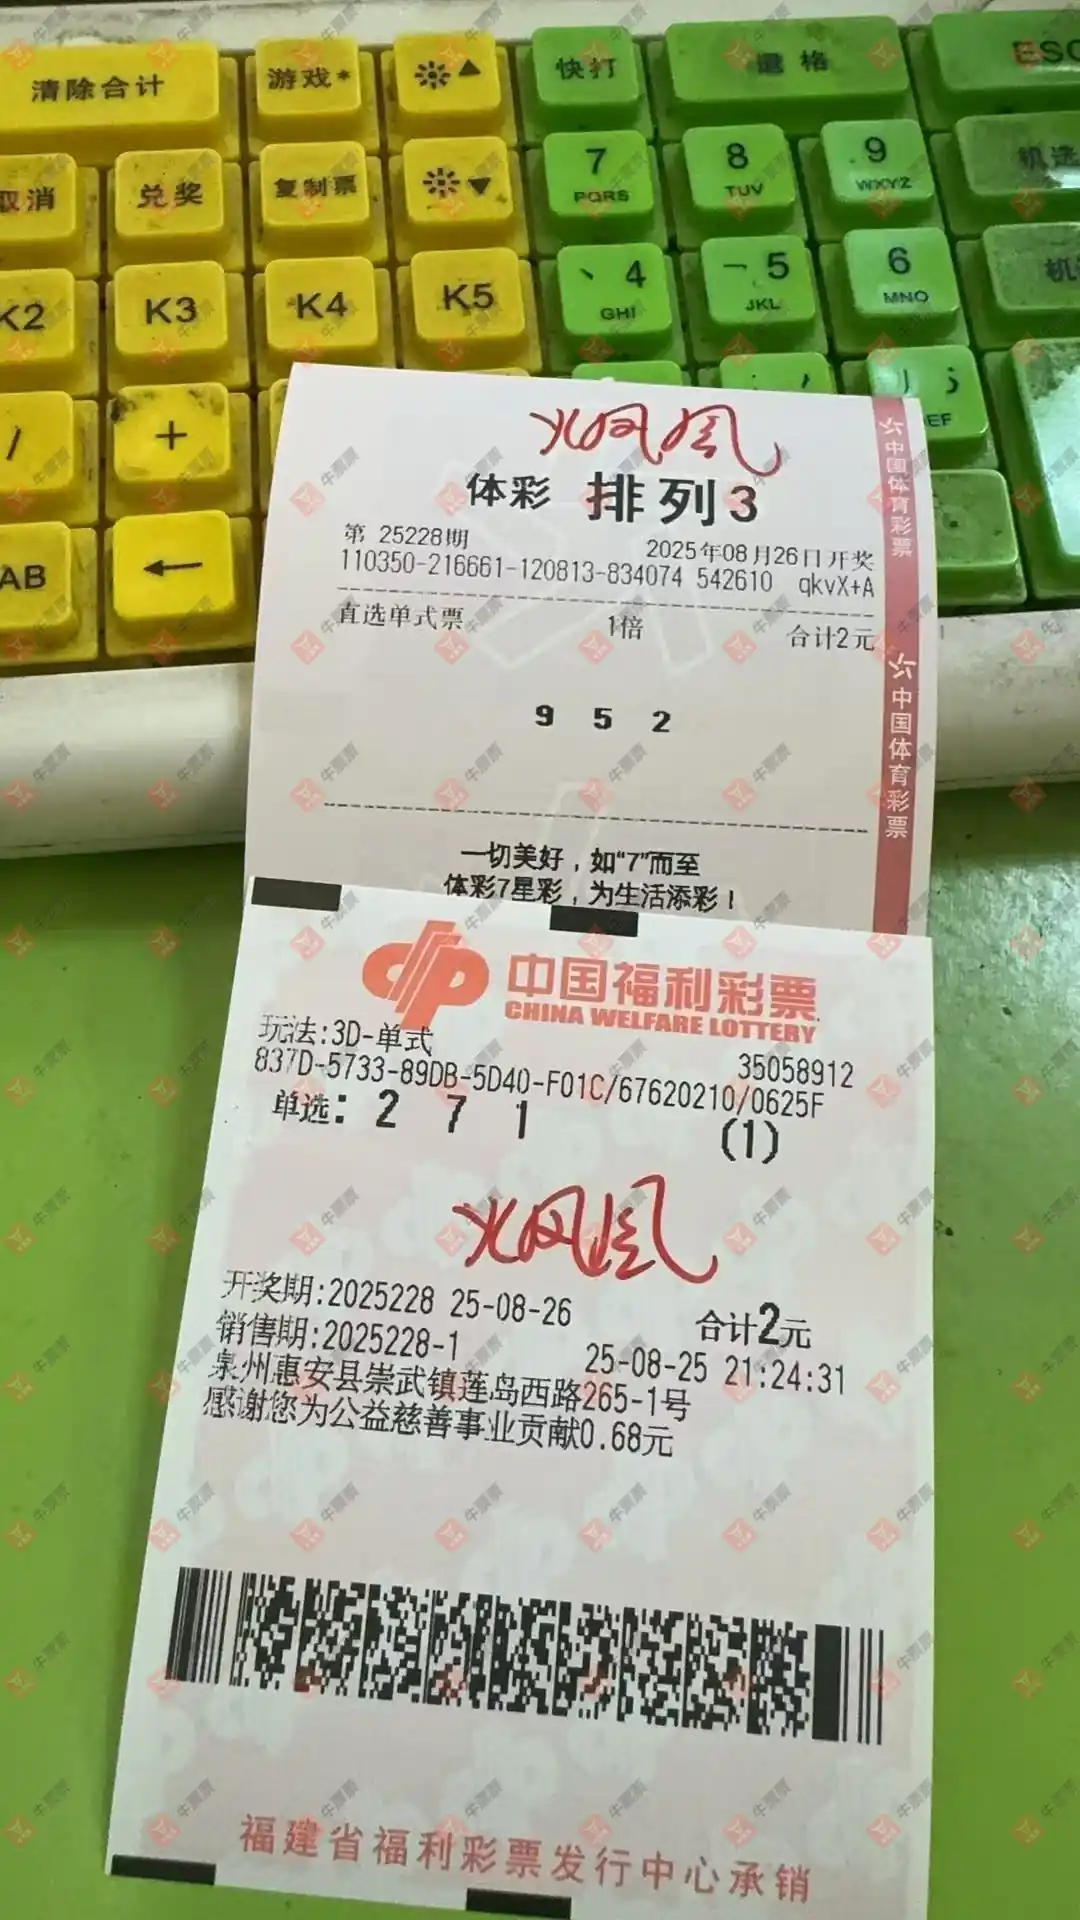 清除合计 游戏* ▲ 快打 退格 ESC
取消 兑奖 复制票 ▼ 7 PQRS 8 TUV 9 WXYZ 机选
K2 K3 K4 K5 丶 4 GHI 乛 5 JKL 6 MNO
/ + EF
AB ←
火凤凰
体彩 排列3
第 25228期 2025年08月26日开奖
110350-216661-120813-834074 542610 qkvX+A
直选单式票 1倍 合计2元
9 5 2
一切美好,如“7”而至
体彩7星彩,为生活添彩!
中国体育彩票
中国体育彩票
中国福利彩票
CHINA WELFARE LOTTERY
玩法:3D-单式 35058912
837D-5733-89DB-5D40-F01C/67620210/0625F
单选: 2 7 1 (1)
火凤凰
开奖期:2025228 25-08-26 合计2元
销售期:2025228-1 25-08-25 21:24:31
泉州惠安县崇武镇莲岛西路265-1号
感谢您为公益慈善事业贡献0.68元
福建省福利彩票发行中心承销
牛票票